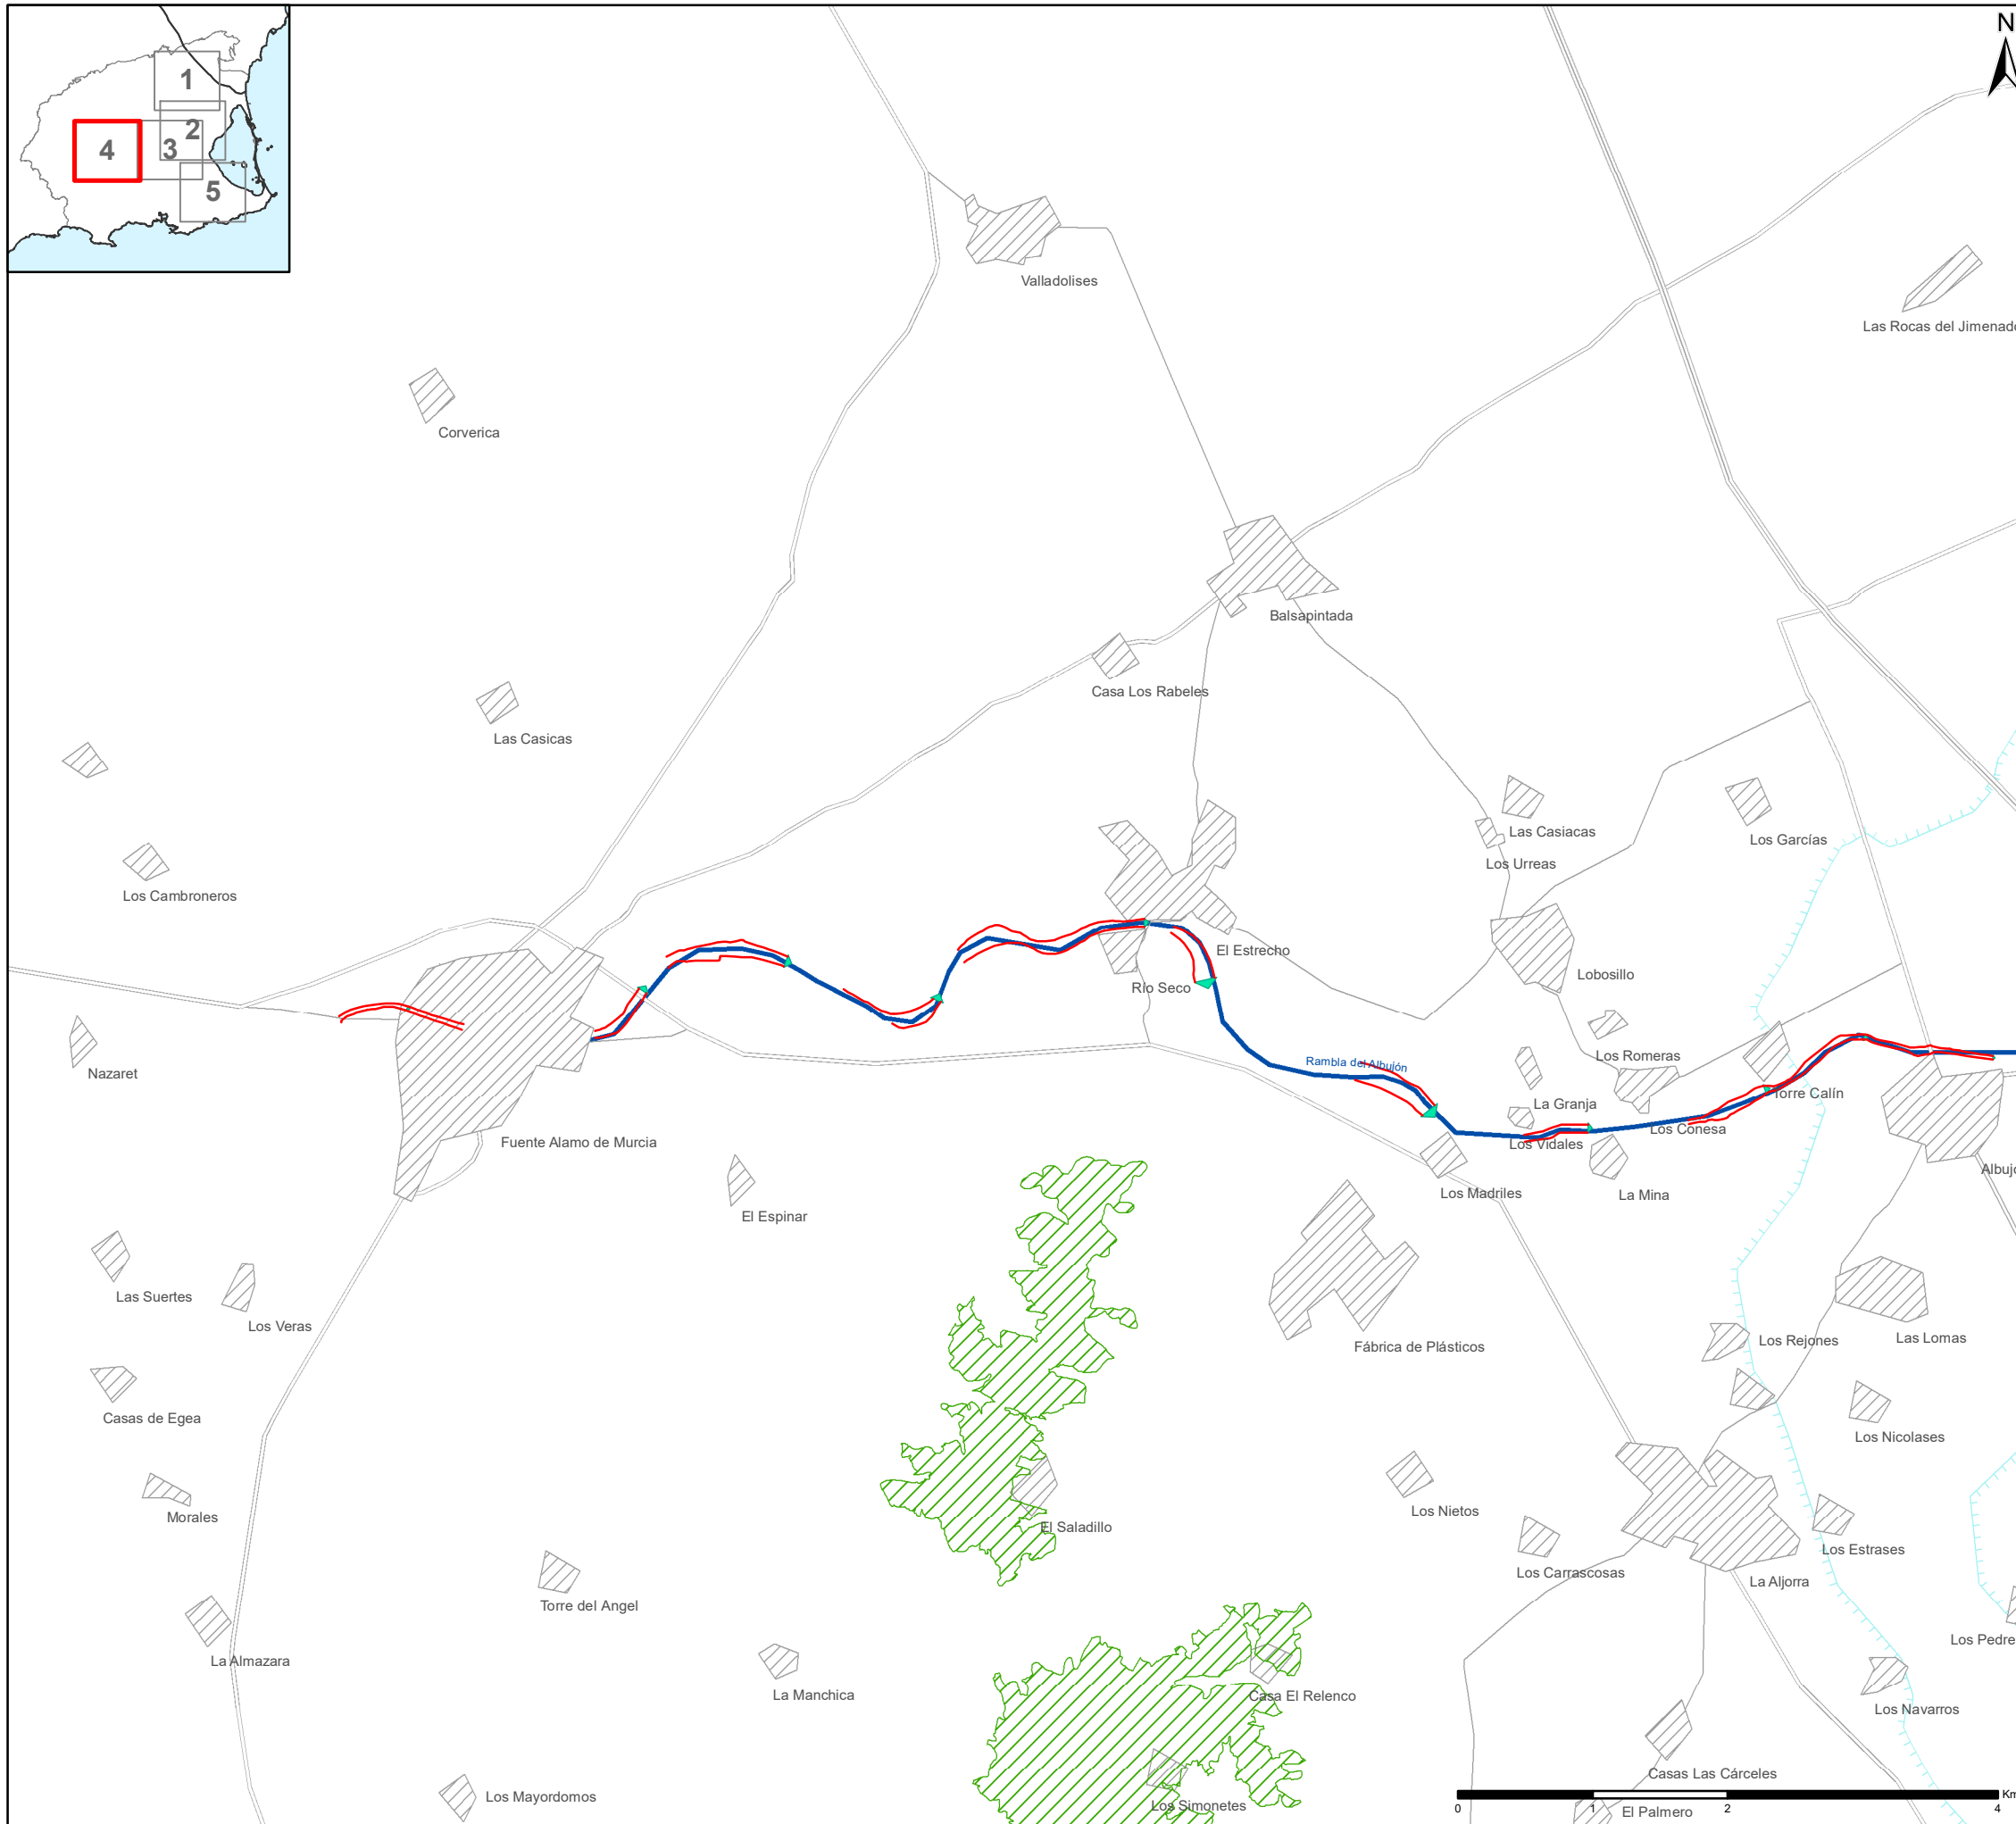 N
1
2
3
4
5
Valladolises
Las Rocas del Jimenado
Corverica
Balsapintada
Casa Los Rabeles
Las Casicas
Las Casiacas
Los Garcías
Los Urreas
Los Cambroneros
El Estrecho
Lobosillo
Río Seco
Los Romeras
Rambla del Albujón
Nazaret
Torre Calín
La Granja
Los Conesa
Fuente Alamo de Murcia
Los Vidales
Albujó
Los Madriles
La Mina
El Espinar
Las Suertes
Los Veras
Los Rejones
Las Lomas
Fábrica de Plásticos
Casas de Egea
Los Nicolases
Morales
Los Nietos
El Saladillo
Los Estrases
Los Carrascosas
La Aljorra
Torre del Angel
Los Pedre
La Almazara
La Manchica
Casa El Relenco
Los Navarros
Casas Las Cárceles
Los Mayordomos
Los Simonetes
Km
0 1 2 4
El Palmero